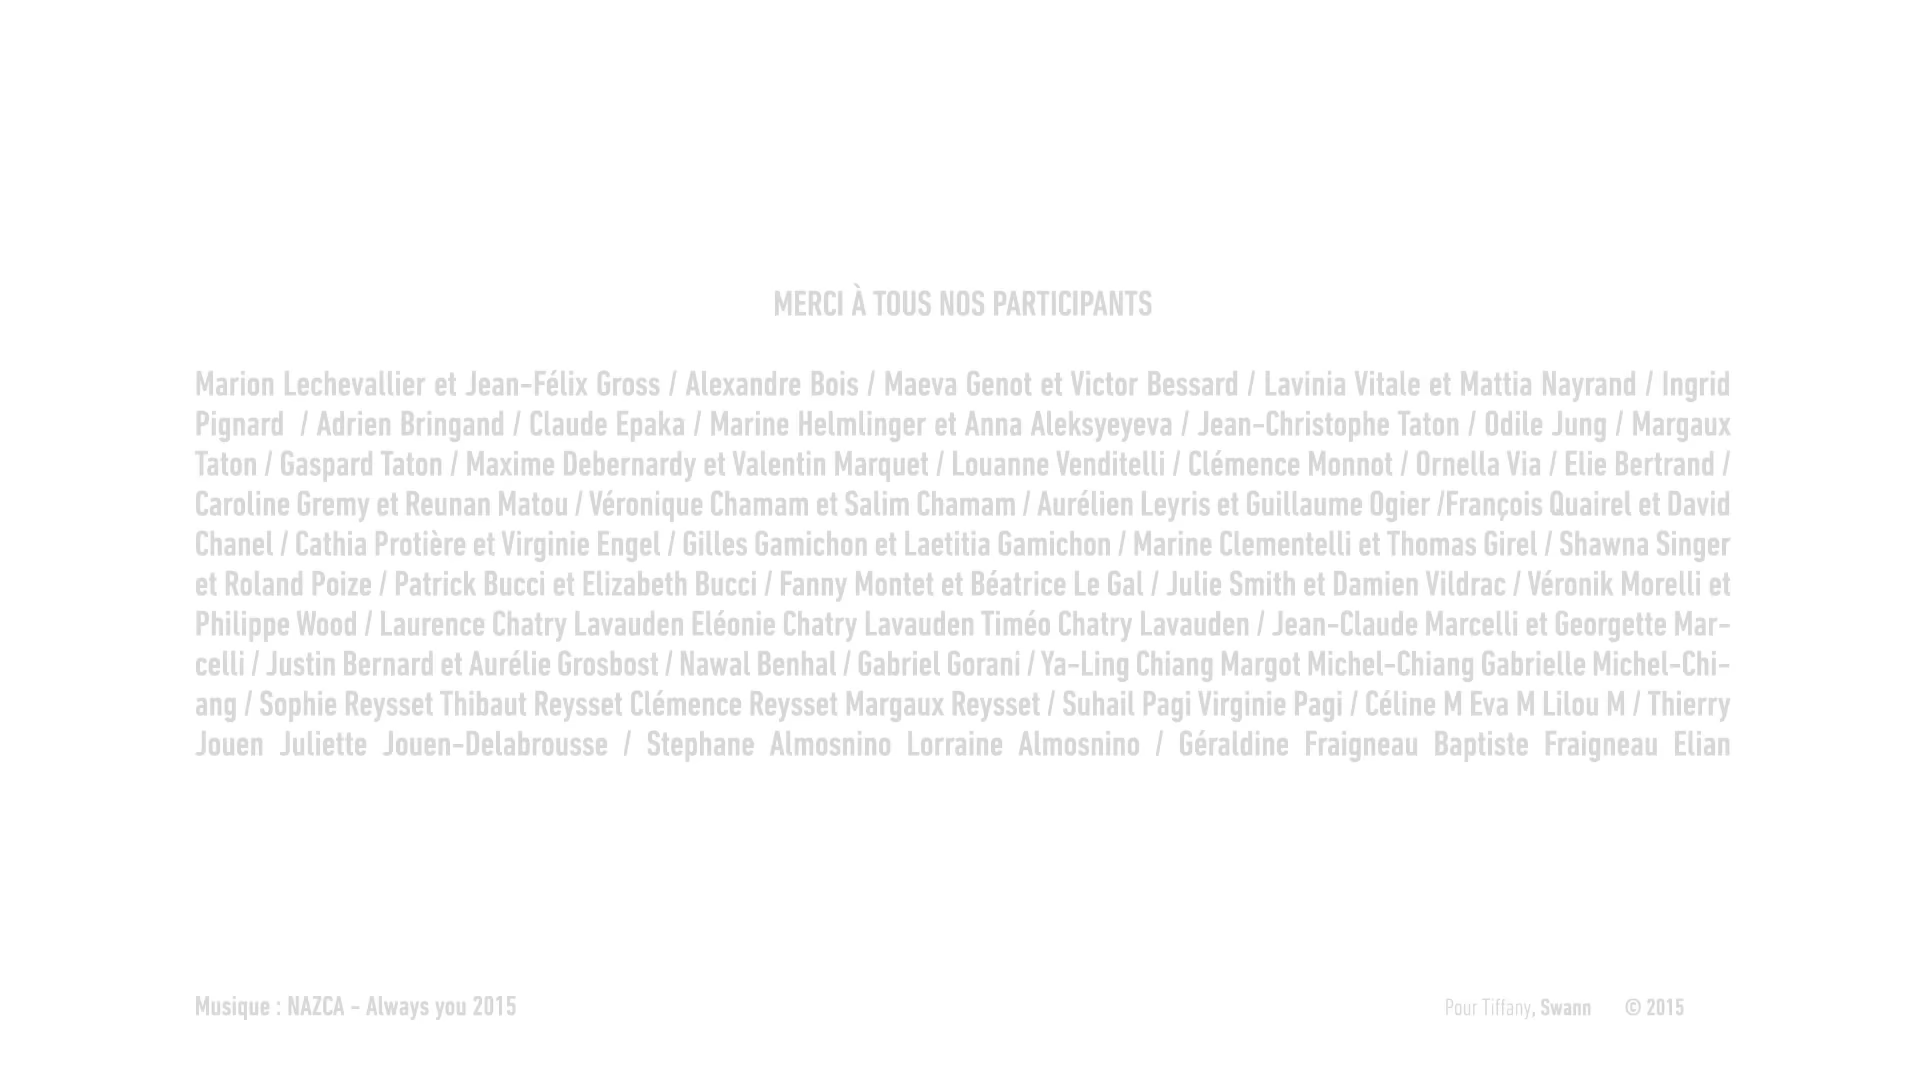 MERCI À TOUS NOS PARTICIPANTS
Marion Lechevallier et Jean-Félix Gross / Alexandre Bois / Maeva Genot et Victor Bessard / Lavinia Vitale et Mattia Nayrand / Ingrid
Pignard / Adrien Bringand / Claude Epaka / Marine Helmlinger et Anna Aleksyeyeva / Jean-Christophe Taton / Odile Jung / Margaux
Taton / Gaspard Taton / Maxime Debernardy et Valentin Marquet / Louanne Venditelli / Clémence Monnot / Ornella Via / Elie Bertrand /
Caroline Gremy et Reunan Matou / Véronique Chamam et Salim Chamam / Aurélien Leyris et Guillaume Ogier /François Quairel et David
Chanel / Cathia Protière et Virginie Engel / Gilles Gamichon et Laetitia Gamichon / Marine Clementelli et Thomas Girel / Shawna Singer
et Roland Poize / Patrick Bucci et Elizabeth Bucci / Fanny Montet et Béatrice Le Gal / Julie Smith et Damien Vildrac / Véronik Morelli et
Philippe Wood / Laurence Chatry Lavauden Eléonie Chatry Lavauden Timéo Chatry Lavauden / Jean-Claude Marcelli et Georgette Mar-
celli / Justin Bernard et Aurélie Grosbost / Nawal Benhal / Gabriel Gorani / Ya-Ling Chiang Margot Michel-Chiang Gabrielle Michel-Chi-
ang / Sophie Reysset Thibaut Reysset Clémence Reysset Margaux Reysset / Suhail Pagi Virginie Pagi / Céline M Eva M Lilou M / Thierry
Jouen Juliette Jouen-Delabrousse / Stephane Almosnino Lorraine Almosnino / Géraldine Fraigneau Baptiste Fraigneau Elian
Musique : NAZCA - Always you 2015
Pour Tiffany, Swann © 2015